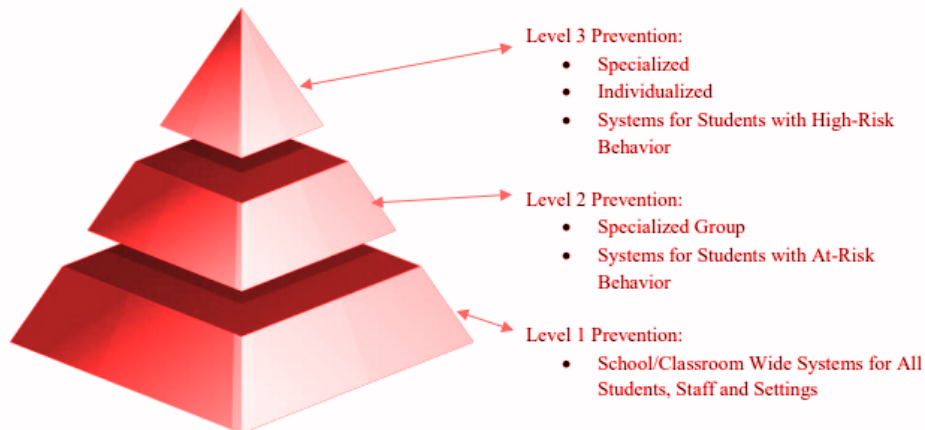 Level 3 Prevention:
• Specialized
• Individualized
• Systems for Students with High-Risk
Behavior
Level 2 Prevention:
• Specialized Group
• Systems for Students with At-Risk
Behavior
Level 1 Prevention:
• School/Classroom Wide Systems for All
Students, Staff and Settings